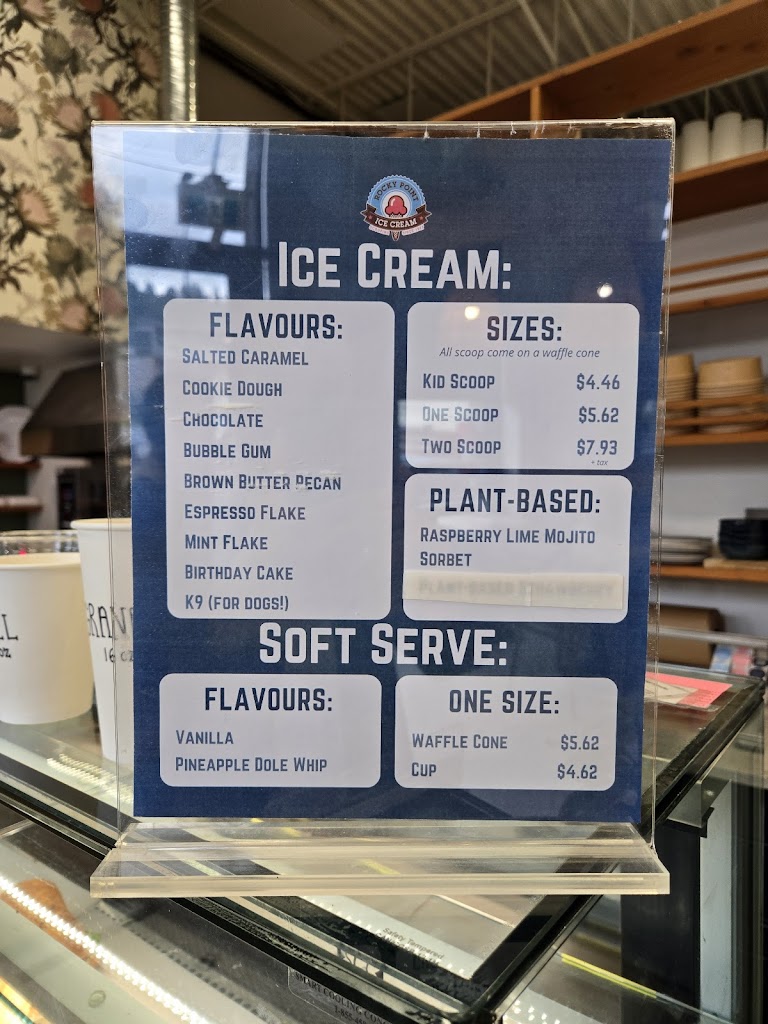 ROCKY POINT
ICE CREAM
ICE CREAM:
FLAVOURS:
SALTED CARAMEL
COOKIE DOUGH
CHOCOLATE
BUBBLE GUM
BROWN BUTTER PECAN
ESPRESSO FLAKE
MINT FLAKE
BIRTHDAY CAKE
K9 (FOR DOGS!)
SIZES:
All scoop come on a waffle cone
KID SCOOP $4.46
ONE SCOOP $5.62
TWO SCOOP $7.93
+ tax
PLANT-BASED:
RASPBERRY LIME MOJITO
SORBET
SOFT SERVE:
FLAVOURS:
VANILLA
PINEAPPLE DOLE WHIP
ONE SIZE:
WAFFLE CONE $5.62
CUP $4.62
Safety Tempered